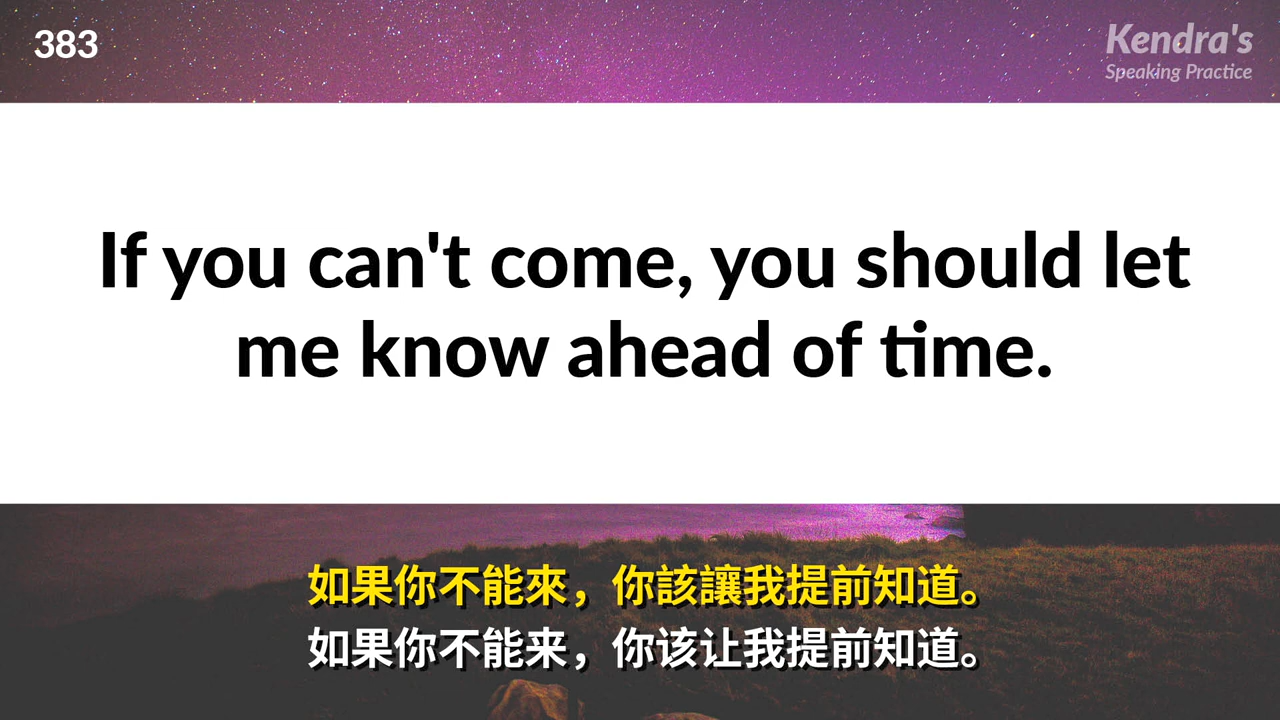 383
Kendra's
Speaking Practice
If you can't come, you should let
me know ahead of time.
如果你不能來，你該讓我提前知道。
如果你不能来，你该让我提前知道。